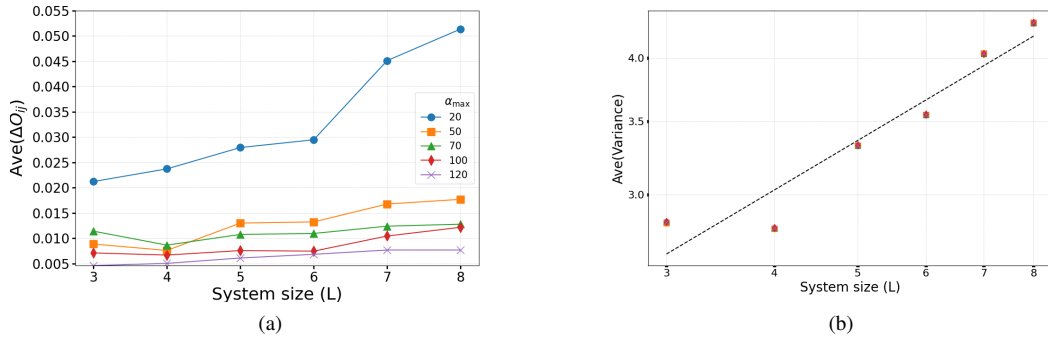 0.055
0.050
0.045
0.040
0.035
0.030
0.025
0.020
0.015
0.010
0.005
Ave(ΔO_ij)
α_max
20
50
70
100
120
3 4 5 6 7 8
System size (L)
(a)
4.0
3.5
3.0
Ave(Variance)
3 4 5 6 7 8
System size (L)
(b)